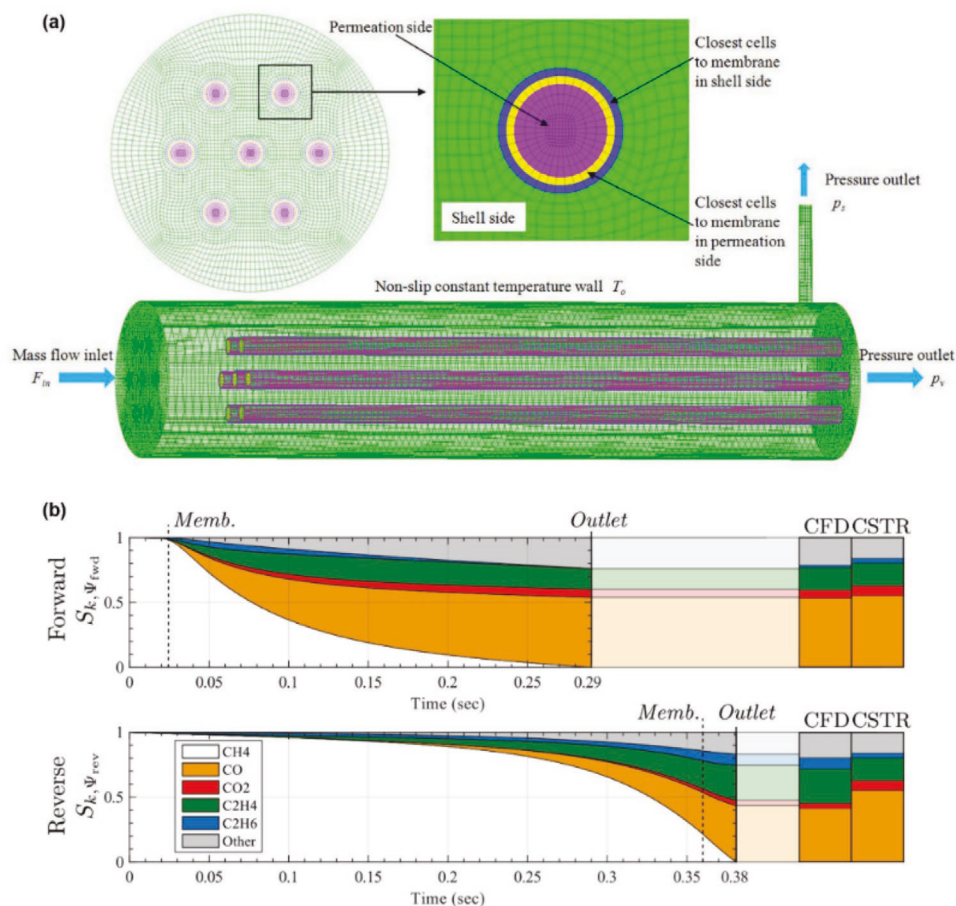 (a)
Permeation side
Closest cells
to membrane
in shell side
Shell side
Closest cells
to membrane
in permeation
side
Pressure outlet
p_s
Non-slip constant temperature wall T_o
Mass flow inlet
F_in
Pressure outlet
p_v
(b)
Memb.
Outlet
CFD CSTR
Forward
S_k,Ψfwd
1
0.5
0
0.05
0.1
0.15
0.2
0.25
0.29
Time (sec)
Memb.
Outlet
CFD CSTR
Reverse
S_k,Ψrev
1
0.5
0
CH4
CO
CO2
C2H4
C2H6
Other
0.05
0.1
0.15
0.2
0.25
0.3
0.35
0.38
Time (sec)